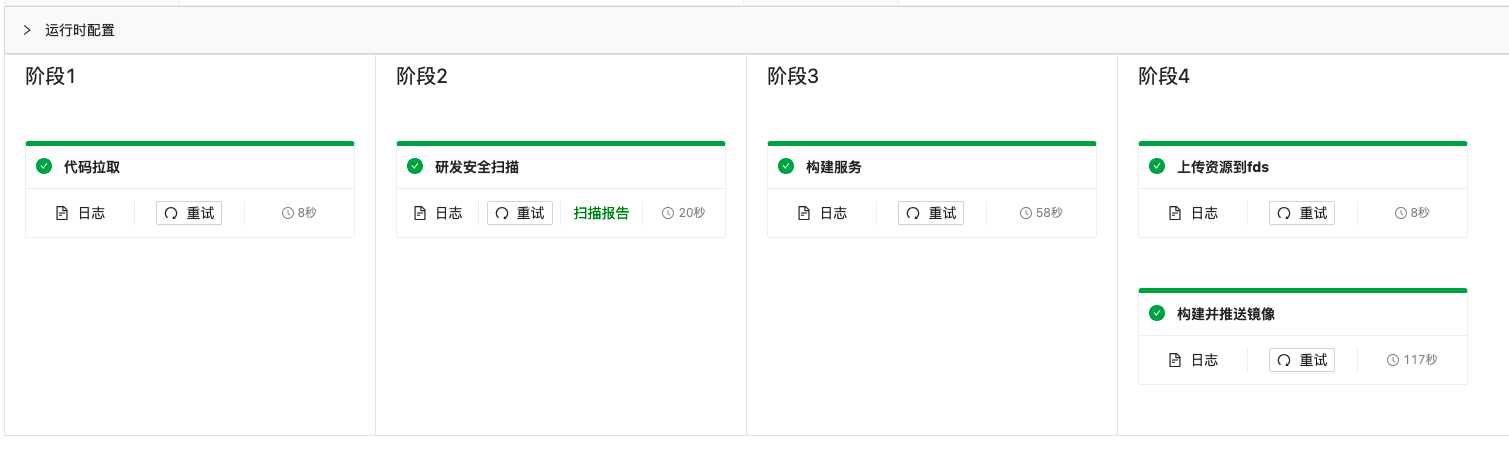 运行时配置
阶段1
代码拉取
日志 重试 8秒
阶段2
研发安全扫描
日志 重试 扫描报告 20秒
阶段3
构建服务
日志 重试 58秒
阶段4
上传资源到fds
日志 重试 8秒
构建并推送镜像
日志 重试 117秒